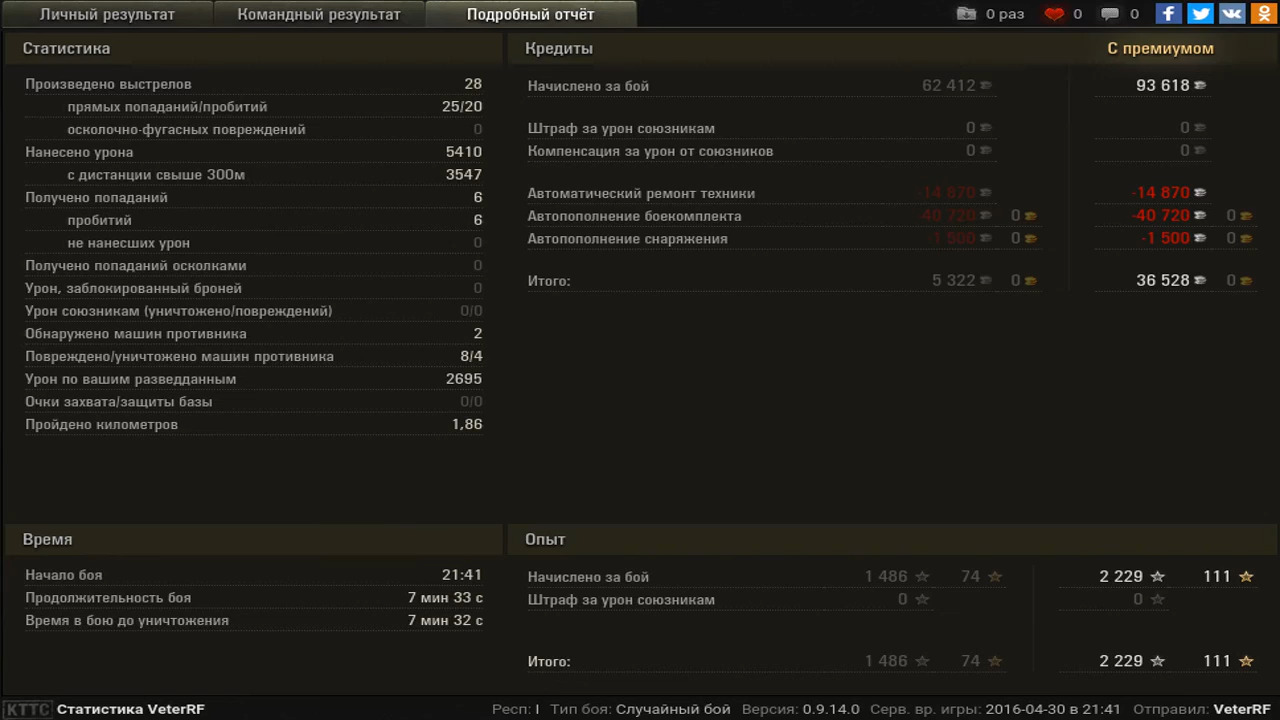 Личный результат Командный результат Подробный отчёт 0 раз 0 0
Статистика
Произведено выстрелов 28
прямых попаданий/пробитий 25/20
осколочно-фугасных повреждений 0
Нанесено урона 5410
с дистанции свыше 300м 3547
Получено попаданий 6
пробитий 6
не нанесших урон 0
Получено попаданий осколками 0
Урон, заблокированный броней 0
Урон союзникам (уничтожено/повреждений) 0/0
Обнаружено машин противника 2
Повреждено/уничтожено машин противника 8/4
Урон по вашим разведданным 2695
Очки захвата/защиты базы 0/0
Пройдено километров 1,86
Кредиты С премиумом
Начислено за бой 62 412 93 618
Штраф за урон союзникам 0 0
Компенсация за урон от союзников 0 0
Автоматический ремонт техники -14 870 -14 870
Автопополнение боекомплекта -40 720 0 -40 720 0
Автопополнение снаряжения -1 500 0 -1 500 0
Итого: 5 322 0 36 528 0
Время
Начало боя 21:41
Продолжительность боя 7 мин 33 с
Время в бою до уничтожения 7 мин 32 с
Опыт
Начислено за бой 1 486 74 2 229 111
Штраф за урон союзникам 0 0
Итого: 1 486 74 2 229 111
КТТС Статистика VeterRF Респ: I Тип боя: Случайный бой Версия: 0.9.14.0 Серв. вр. игры: 2016-04-30 в 21:41 Отправил: VeterRF